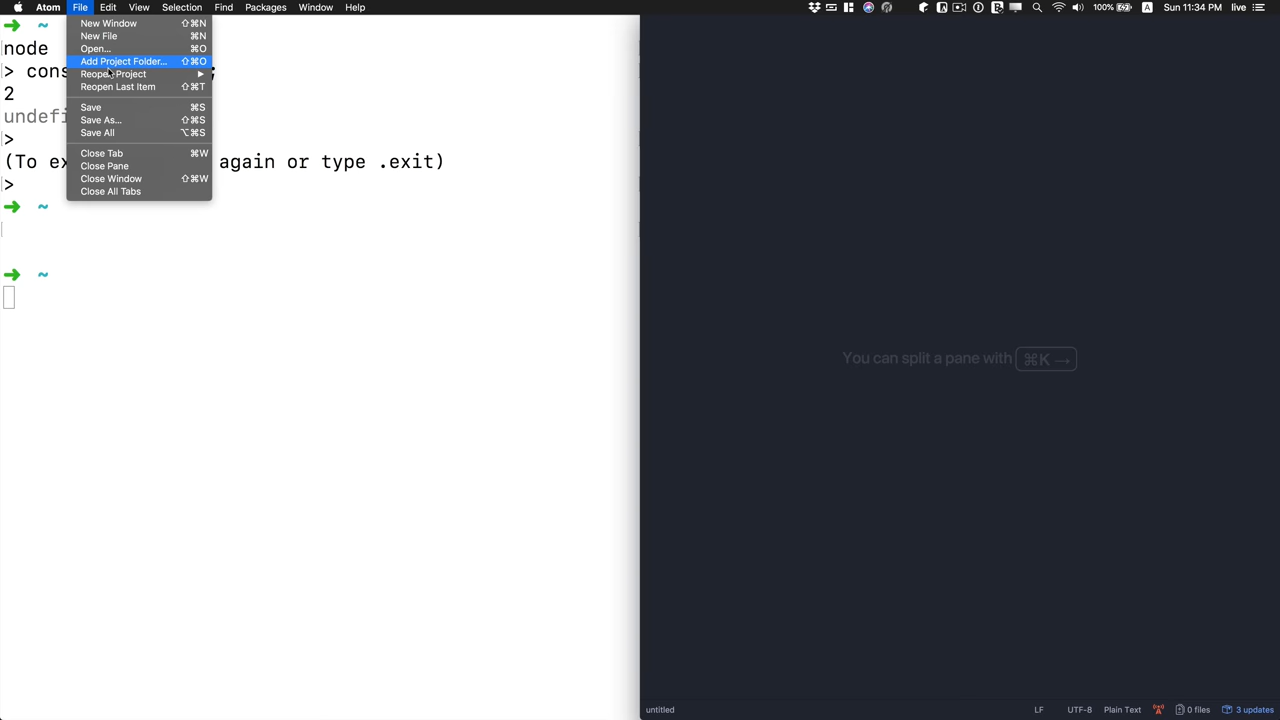 Atom File Edit View Selection Find Packages Window Help 100% A Sun 11:34 PM live
➜ ~
node
> cons ;
2
undefi
>
(To ex again or type .exit)
>
➜ ~
➜ ~
New Window ⇧⌘N
New File ⌘N
Open... ⌘O
Add Project Folder... ⇧⌘O
Reopen Project ▶
Reopen Last Item ⇧⌘T
Save ⌘S
Save As... ⇧⌘S
Save All ⌥⌘S
Close Tab ⌘W
Close Pane
Close Window ⇧⌘W
Close All Tabs
You can split a pane with ⌘K →
untitled LF UTF-8 Plain Text 0 files 3 updates